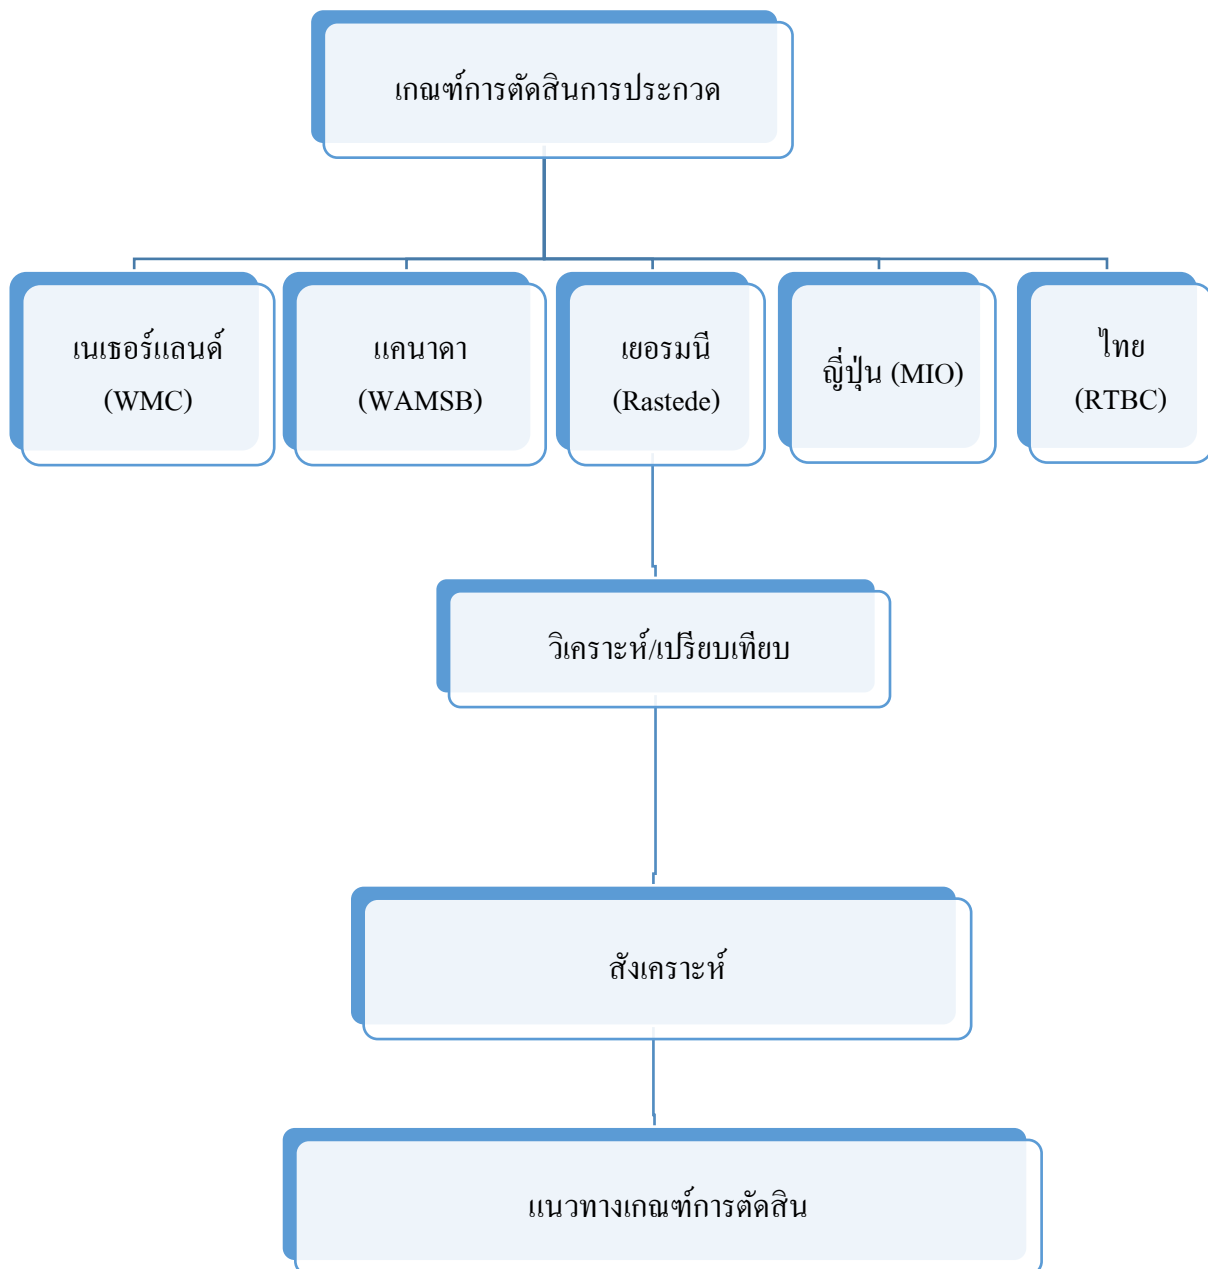 เกณฑ์การตัดสินการประกวด
เนเธอร์แลนด์
(WMC)
แคนาดา
(WAMSB)
เยอรมนี
(Rastede)
ญี่ปุ่น (MIO)
ไทย
(RTBC)
วิเคราะห์/เปรียบเทียบ
สังเคราะห์
แนวทางเกณฑ์การตัดสิน